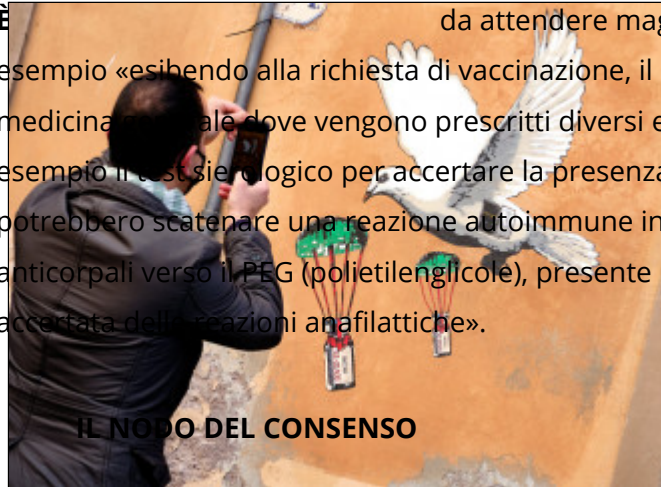 È da attendere mag
esempio «esibendo alla richiesta di vaccinazione, il
medicina dove vengono prescritti diversi e
esempio il test sierologico per accertare la presenza
potrebbero scatenare una reazione autoimmune in
anticorpali verso il PEG (polietilenglicole), presente
accertata delle reazioni anafilattiche».
IL NODO DEL CONSENSO